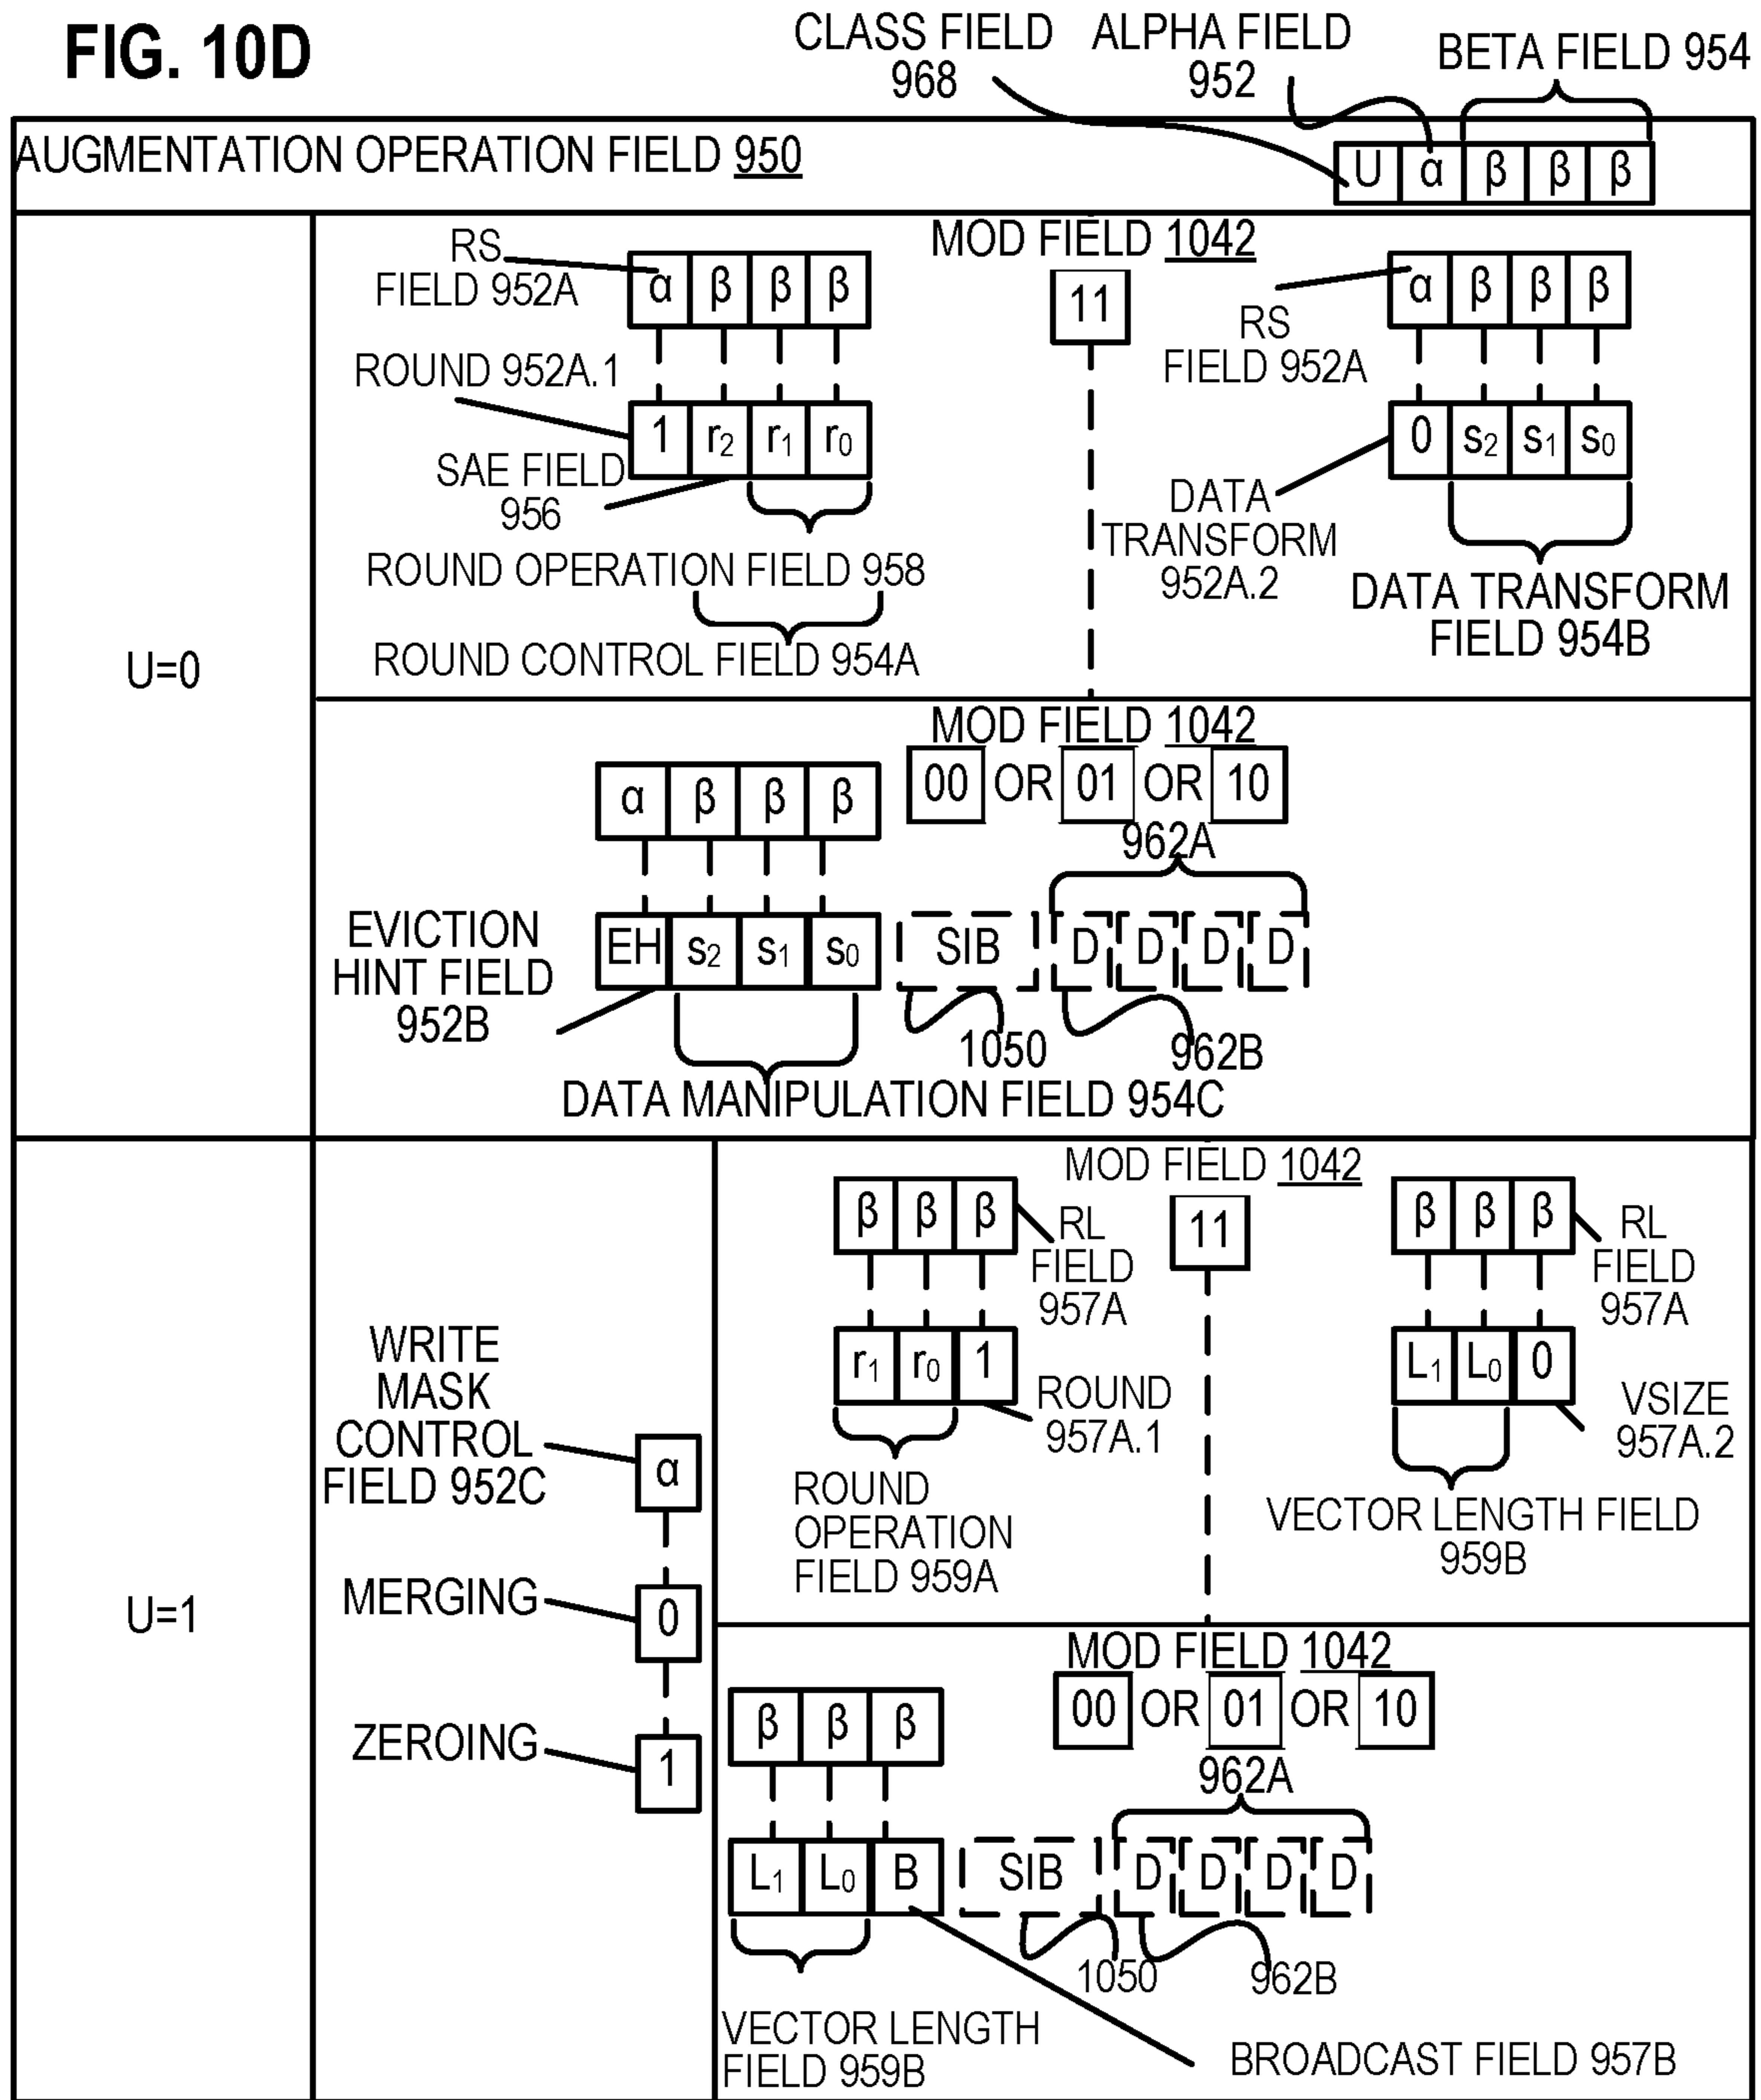 FIG. 10D
CLASS FIELD
968
ALPHA FIELD
952
BETA FIELD 954
AUGMENTATION OPERATION FIELD 950
U α β β β
U=0
MOD FIELD 1042
11
RS
FIELD 952A
α β β β
ROUND 952A.1
1 r2 r1 r0
SAE FIELD
956
ROUND OPERATION FIELD 958
ROUND CONTROL FIELD 954A
α β β β
RS
FIELD 952A
0 s2 s1 s0
DATA
TRANSFORM
952A.2
DATA TRANSFORM
FIELD 954B
MOD FIELD 1042
00 OR 01 OR 10
α β β β
962A
EVICTION
HINT FIELD
952B
EH s2 s1 s0
SIB D D D D
1050
962B
DATA MANIPULATION FIELD 954C
U=1
WRITE
MASK
CONTROL
FIELD 952C
α
MERGING
0
ZEROING
1
MOD FIELD 1042
11
β β β
RL
FIELD
957A
r1 r0 1
ROUND
957A.1
ROUND
OPERATION
FIELD 959A
β β β
RL
FIELD
957A
L1 L0 0
VSIZE
957A.2
VECTOR LENGTH FIELD
959B
MOD FIELD 1042
00 OR 01 OR 10
β β β
962A
L1 L0 B
SIB D D D D
1050
962B
VECTOR LENGTH
FIELD 959B
BROADCAST FIELD 957B